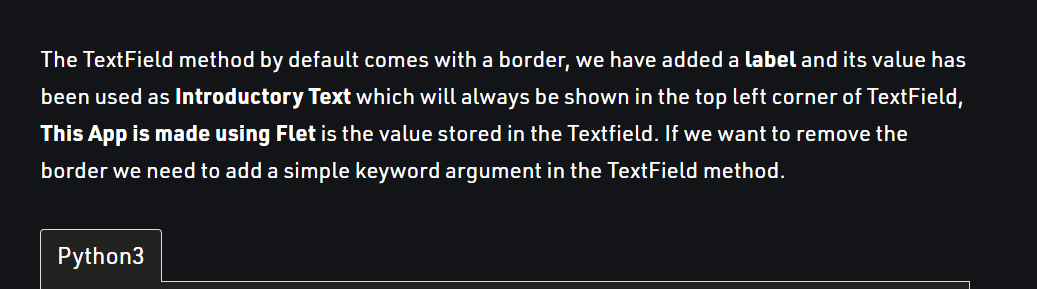 The TextField method by default comes with a border, we have added a label and its value has
been used as Introductory Text which will always be shown in the top left corner of TextField,
This App is made using Flet is the value stored in the Textfield. If we want to remove the
border we need to add a simple keyword argument in the TextField method.
Python3